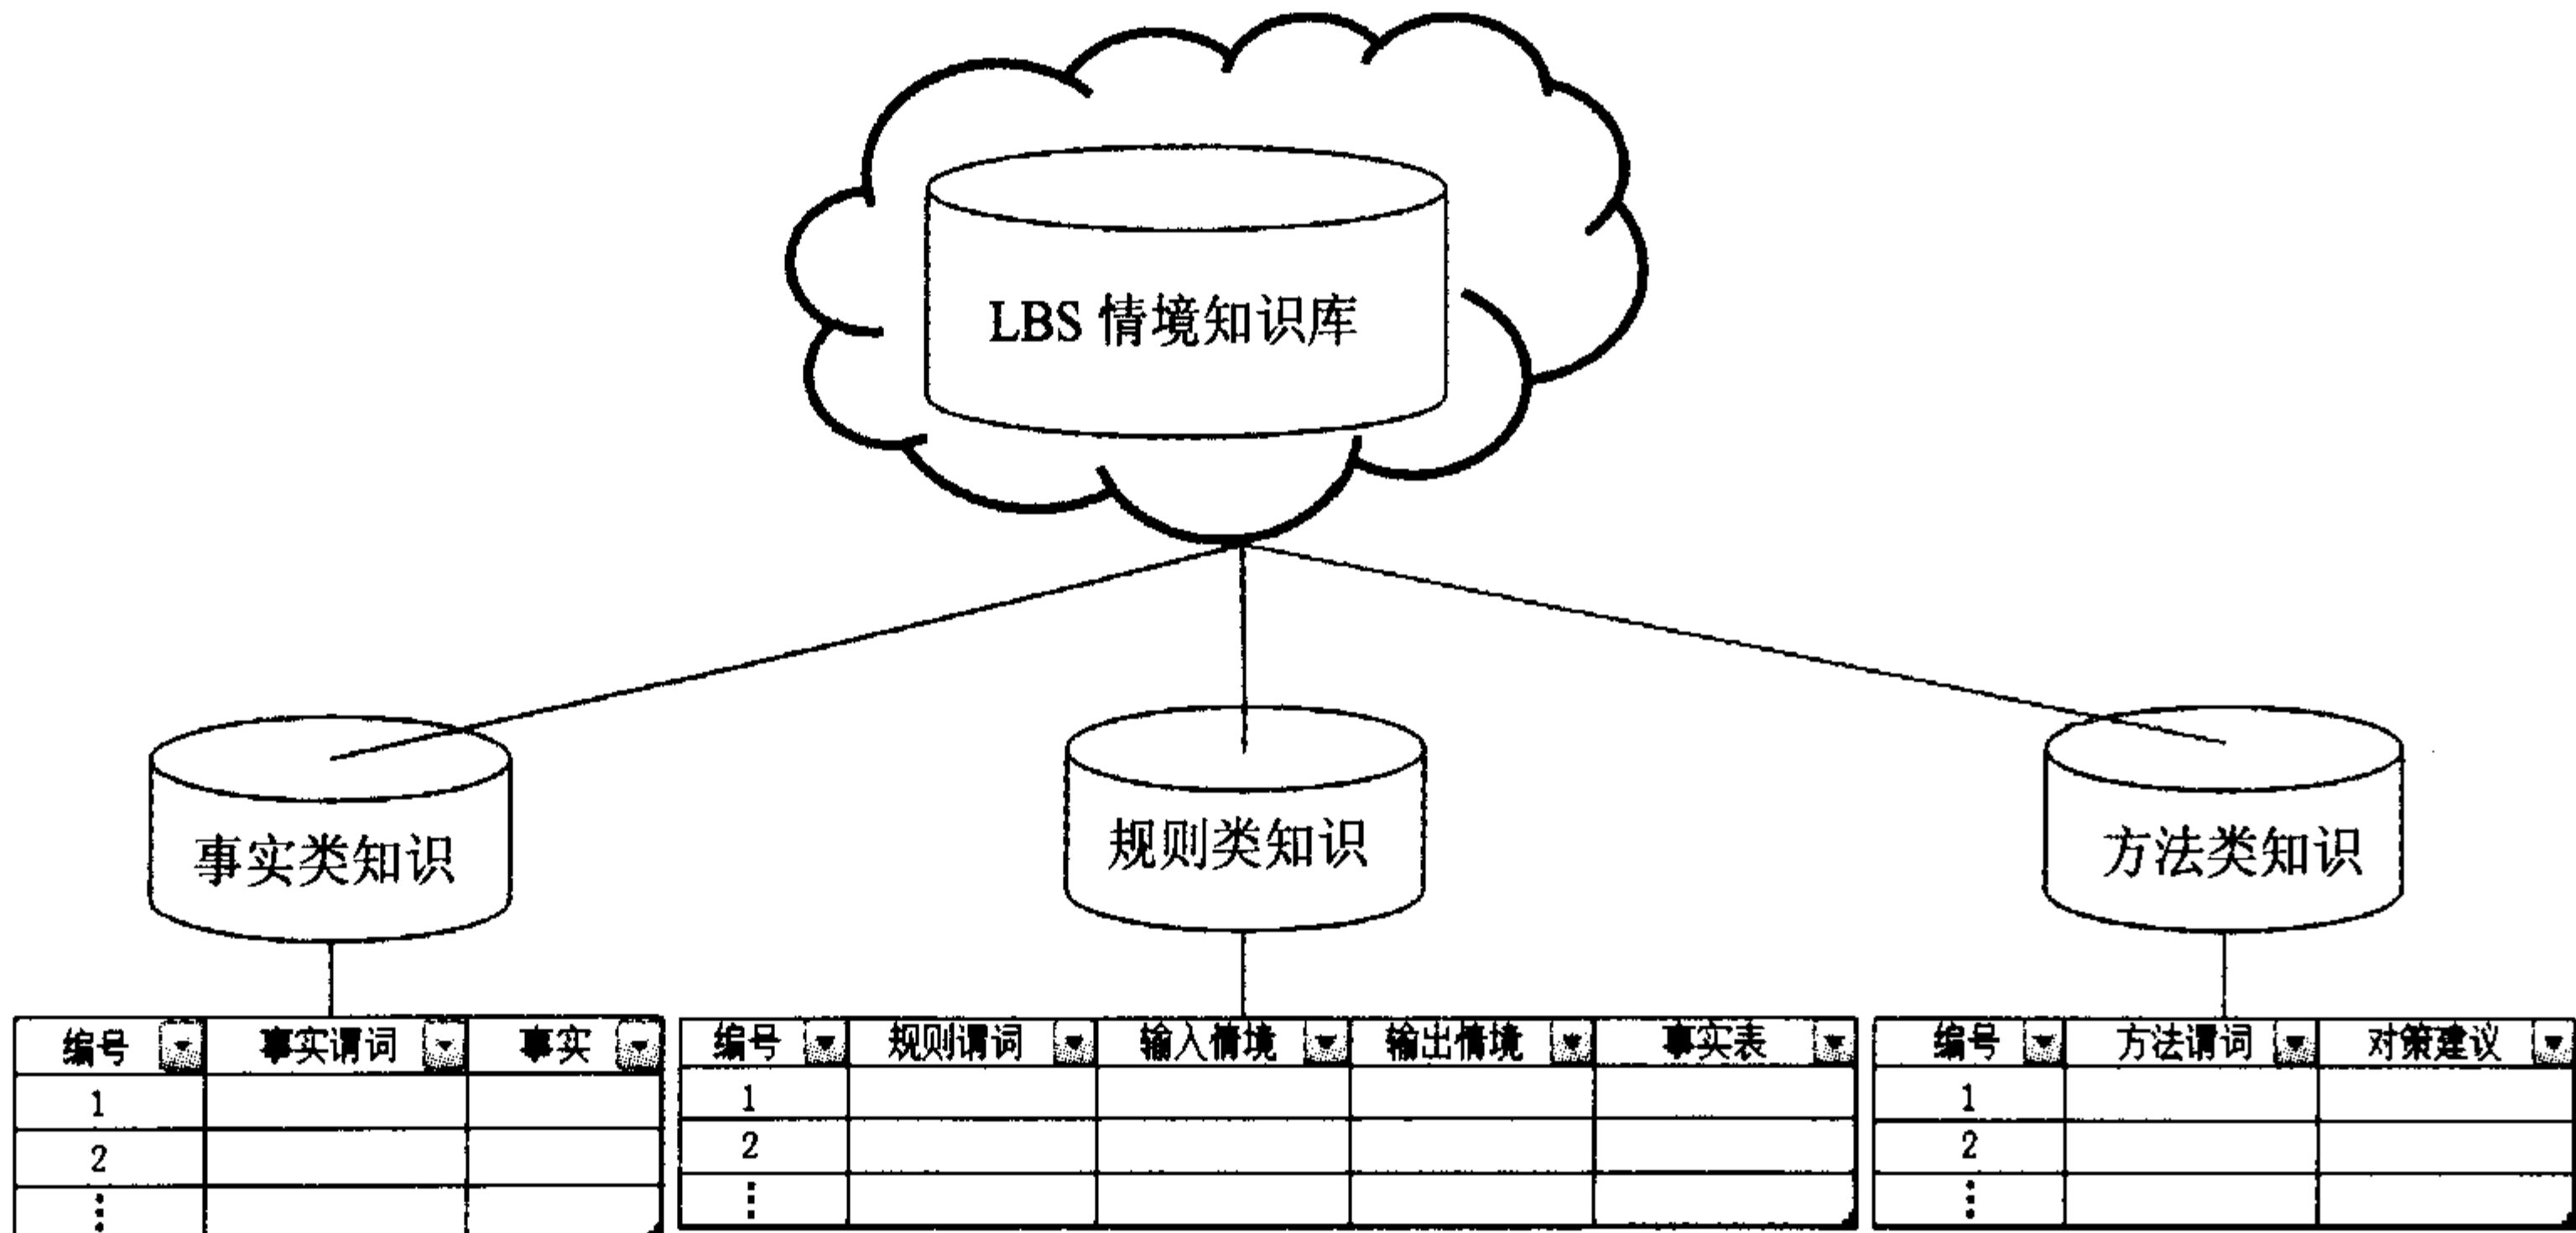 LBS 情境知识库
事实类知识
规则类知识
方法类知识
编号 事实谓词 事实
1
2
⋮
编号 规则谓词 输入情境 输出情境 事实表
1
2
⋮
编号 方法谓词 对策建议
1
2
⋮